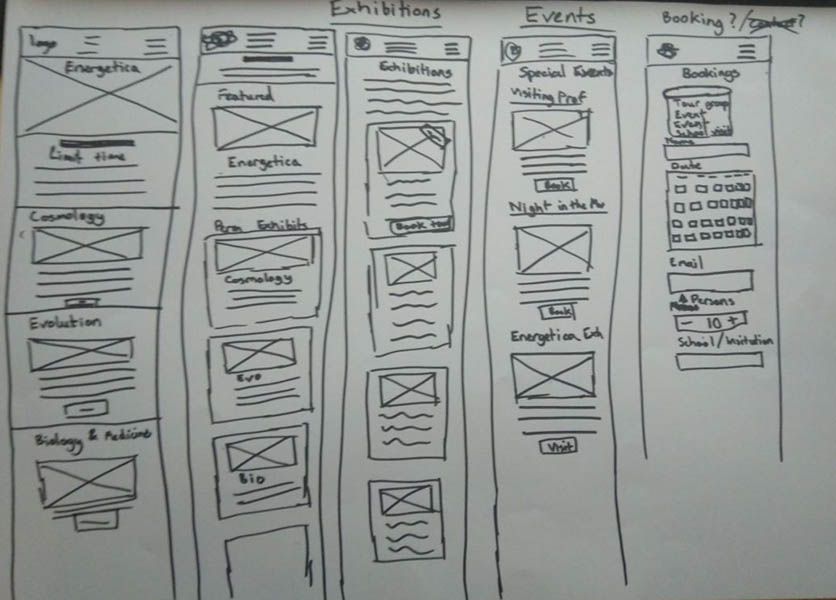 Exhibitions
Events
Booking?/Contact?
logo
Energetica
Limit time
Cosmology
Evolution
Biology & Medicine
Featured
Energetica
Perm Exhibits
Cosmology
Evo
Bio
Exhibitions
Book tour
Special Events
Visiting Prof
Book
Night in the
Book
Energetica Exh
Visit
Bookings
Tour group
Event
Event
School visit
Name
Date
Email
Persons
- 10 +
School/Insitution